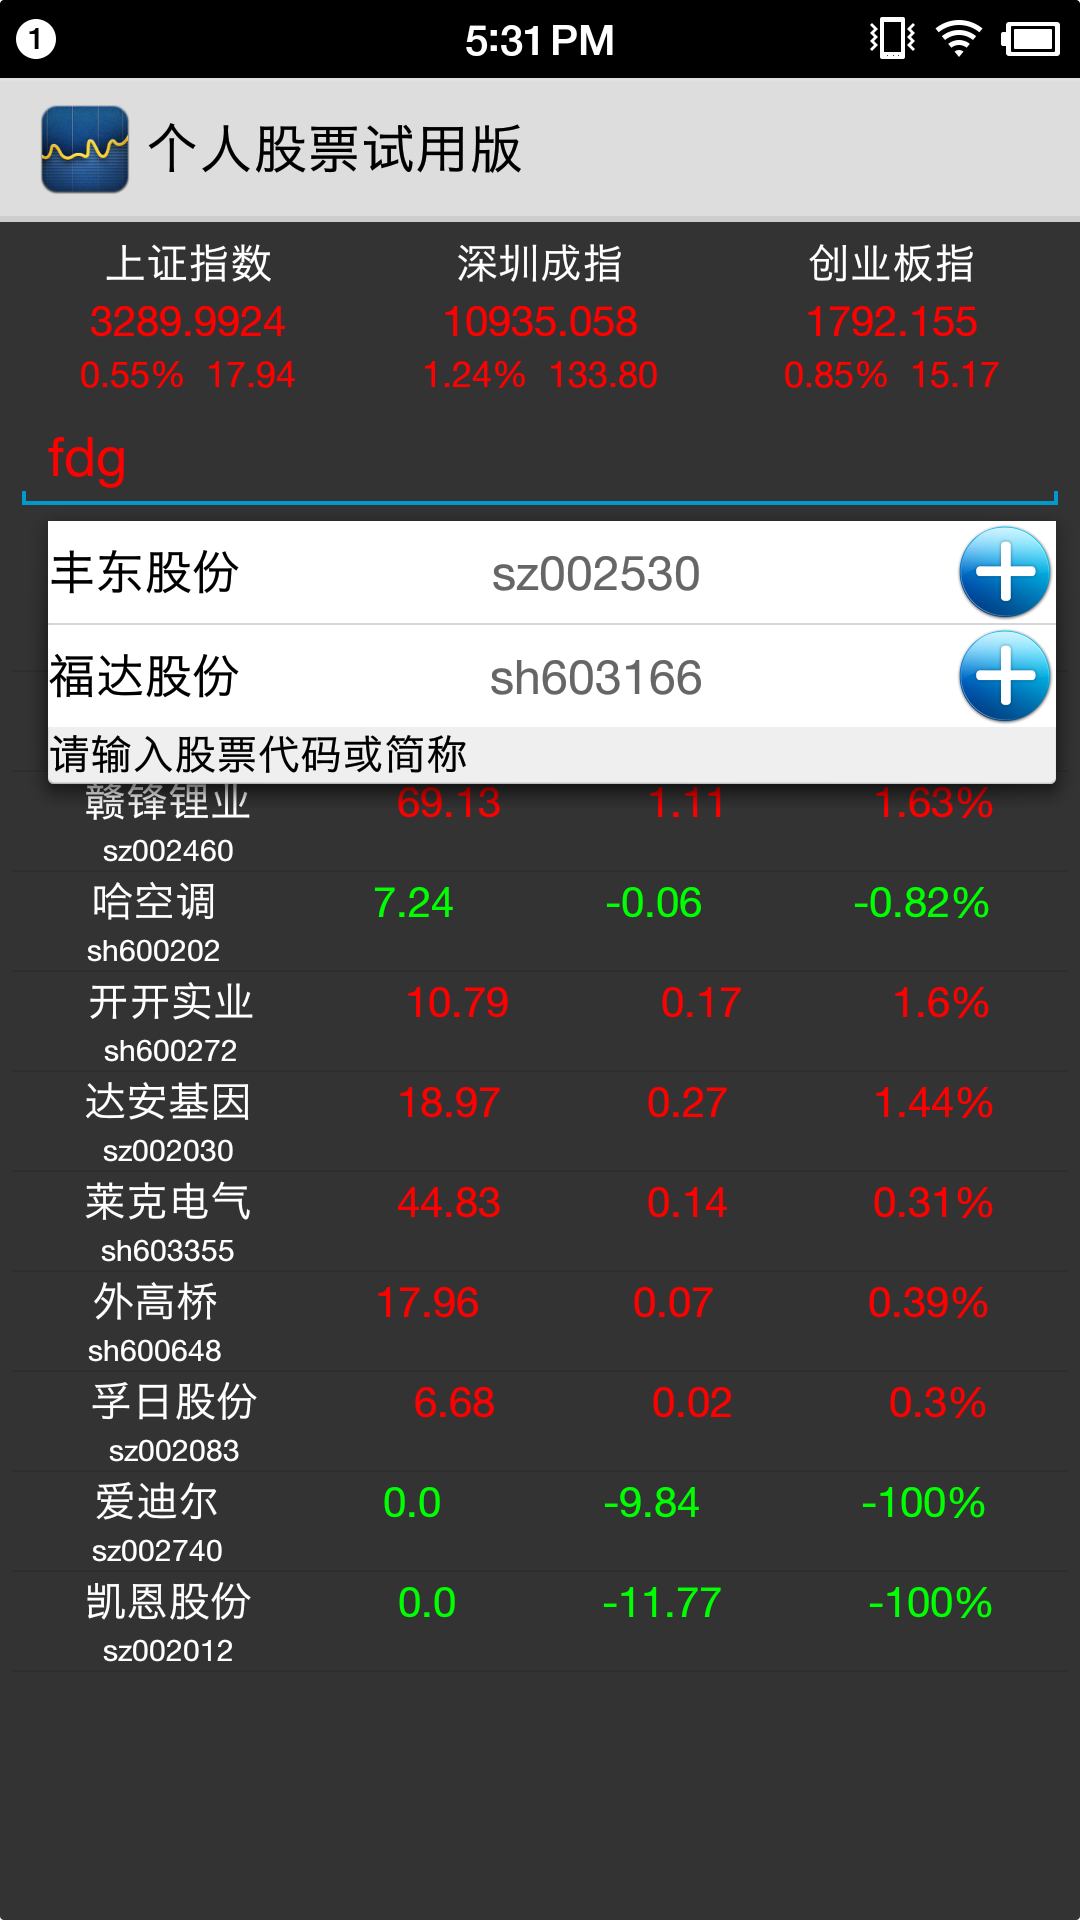 1 5:31 PM
个人股票试用版
上证指数 深圳成指 创业板指
3289.9924 10935.058 1792.155
0.55% 17.94 1.24% 133.80 0.85% 15.17
fdg
丰东股份 sz002530
福达股份 sh603166
请输入股票代码或简称
赣锋锂业 69.13 1.11 1.63%
sz002460
哈空调 7.24 -0.06 -0.82%
sh600202
开开实业 10.79 0.17 1.6%
sh600272
达安基因 18.97 0.27 1.44%
sz002030
莱克电气 44.83 0.14 0.31%
sh603355
外高桥 17.96 0.07 0.39%
sh600648
孚日股份 6.68 0.02 0.3%
sz002083
爱迪尔 0.0 -9.84 -100%
sz002740
凯恩股份 0.0 -11.77 -100%
sz002012